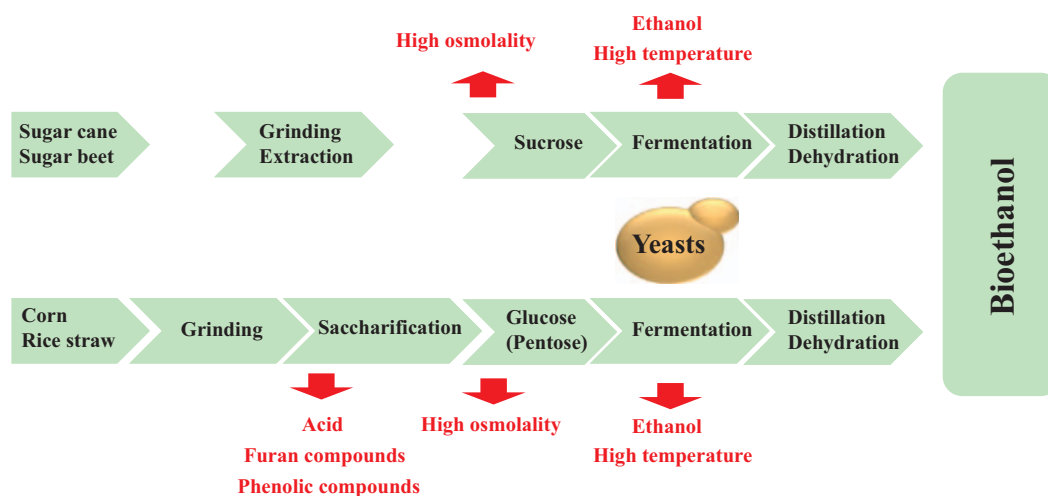 High osmolality
Ethanol
High temperature
Sugar cane
Sugar beet
Grinding
Extraction
Sucrose
Fermentation
Distillation
Dehydration
Yeasts
Bioethanol
Corn
Rice straw
Grinding
Saccharification
Glucose
(Pentose)
Fermentation
Distillation
Dehydration
Acid
Furan compounds
Phenolic compounds
High osmolality
Ethanol
High temperature